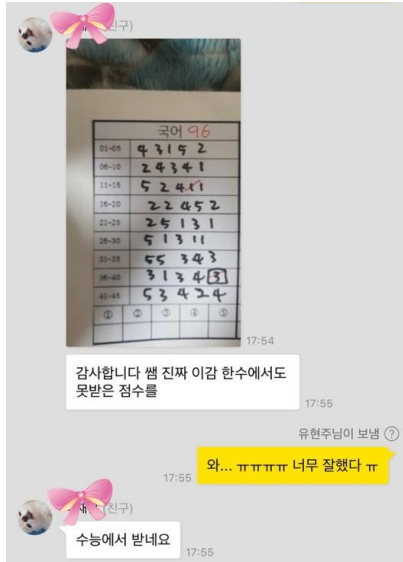 친구)
국어 96
01-05 4 3 1 5 2
06-10 2 4 3 4 1
11-15 5 2 4 1 1
16-20 2 2 4 5 2
21-25 2 5 1 3 1
26-30 5 1 3 1 1
31-35 5 5 3 4 3
36-40 3 1 3 4 3
41-45 5 3 4 2 4
① ② ③ ④ ⑤
17:54
감사합니다 쌤 진짜 이감 한수에서도
못받은 점수를
17:55
유현주님이 보냄 ?
와... ㅠㅠㅠㅠ 너무 잘했다 ㅠ
17:55
(친구)
수능에서 받네요
17:55